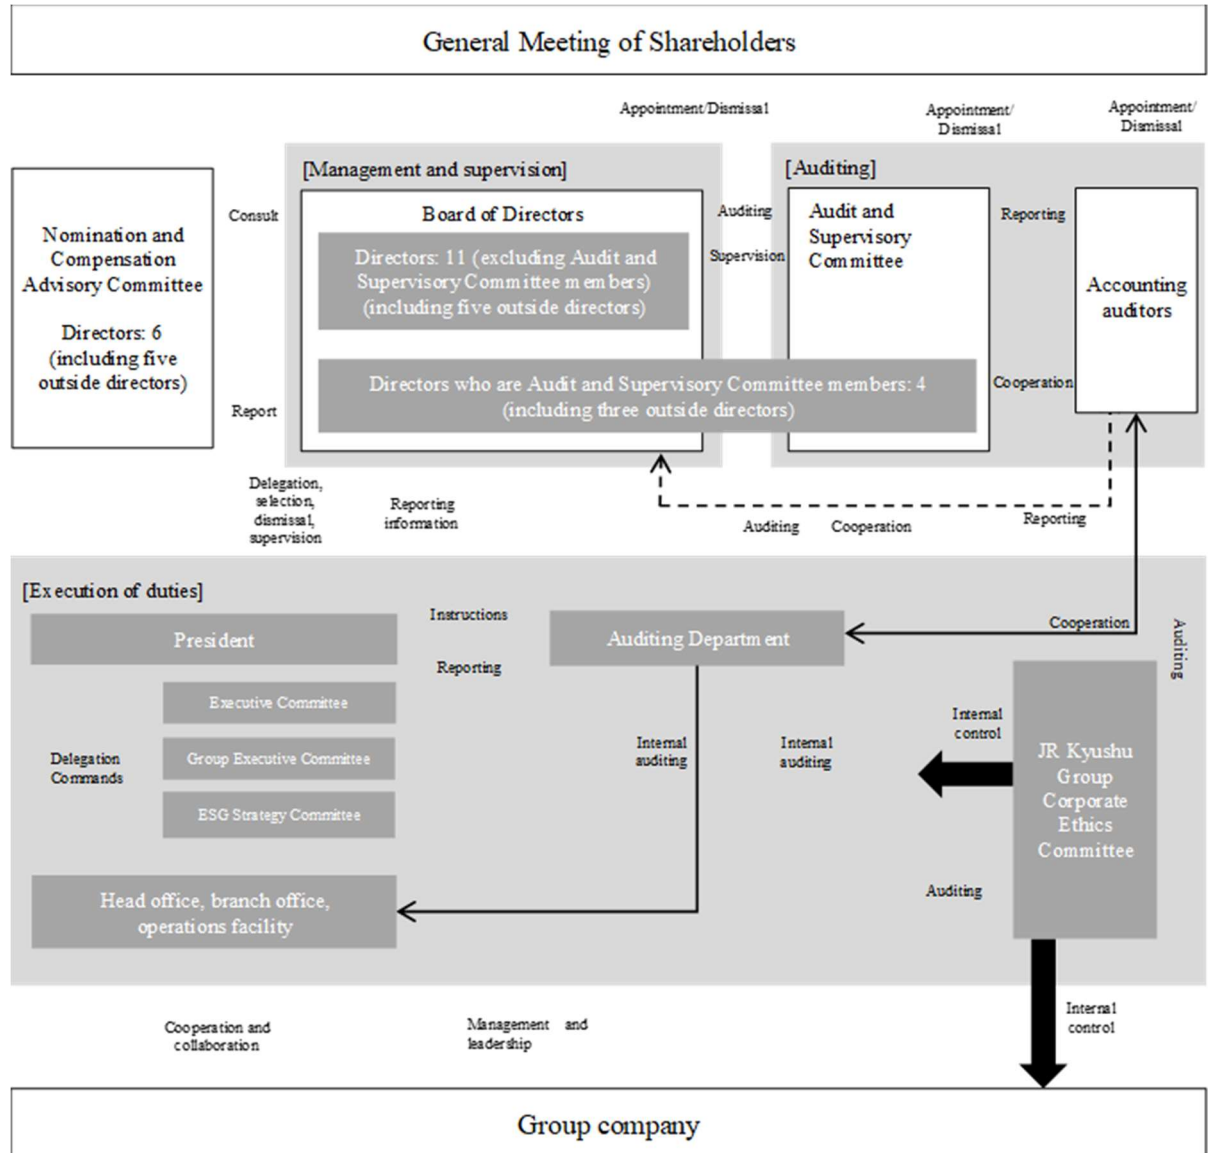 General Meeting of Shareholders
Appointment/Dismissal
Appointment/
Dismissal
Appointment/
Dismissal
Nomination and
Compensation
Advisory Committee
Directors: 6
(including five
outside directors)
Consult
Report
[Management and supervision]
Board of Directors
Directors: 11 (excluding Audit and
Supervisory Committee members)
(including five outside directors)
Directors who are Audit and Supervisory Committee members: 4
(including three outside directors)
Auditing
Supervision
[Auditing]
Audit and
Supervisory
Committee
Reporting
Cooperation
Accounting
auditors
Delegation,
selection,
dismissal,
supervision
Reporting
information
Auditing
Cooperation
Reporting
[Execution of duties]
President
Instructions
Reporting
Auditing Department
Cooperation
Auditing
Executive Committee
Group Executive Committee
ESG Strategy Committee
Delegation
Commands
Internal
auditing
Internal
auditing
Internal
control
JR Kyushu
Group
Corporate
Ethics
Committee
Auditing
Head office, branch office,
operations facility
Cooperation and
collaboration
Management and
leadership
Internal
control
Group company